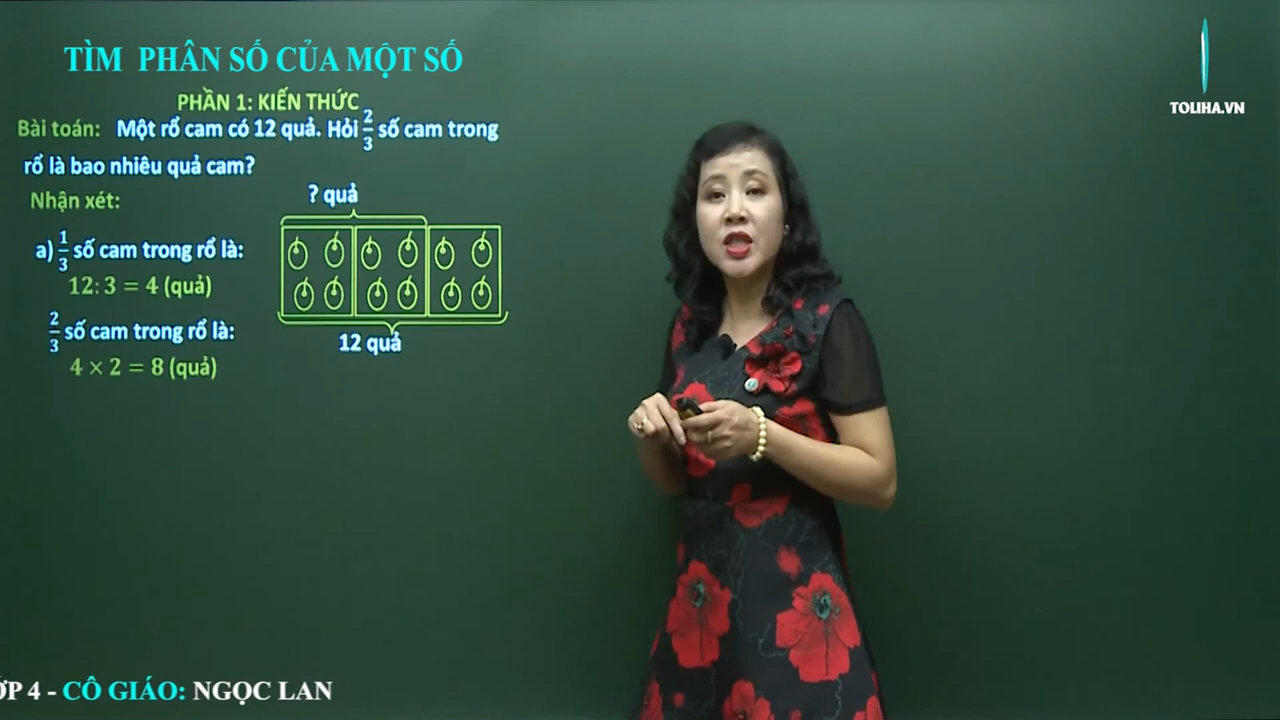 TÌM PHÂN SỐ CỦA MỘT SỐ
TOLIHA.VN
PHẦN 1: KIẾN THỨC
Bài toán: Một rổ cam có 12 quả. Hỏi 2/3 số cam trong
rổ là bao nhiêu quả cam?
Nhận xét:
? quả
a) 1/3 số cam trong rổ là:
12: 3 = 4 (quả)
2/3 số cam trong rổ là:
12 quả
4 × 2 = 8 (quả)
ỚP 4 - CÔ GIÁO: NGỌC LAN